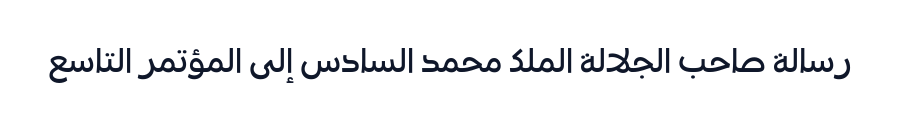 رسالة صاحب الجلالة الملك محمد السادس إلى المؤتمر التاسع